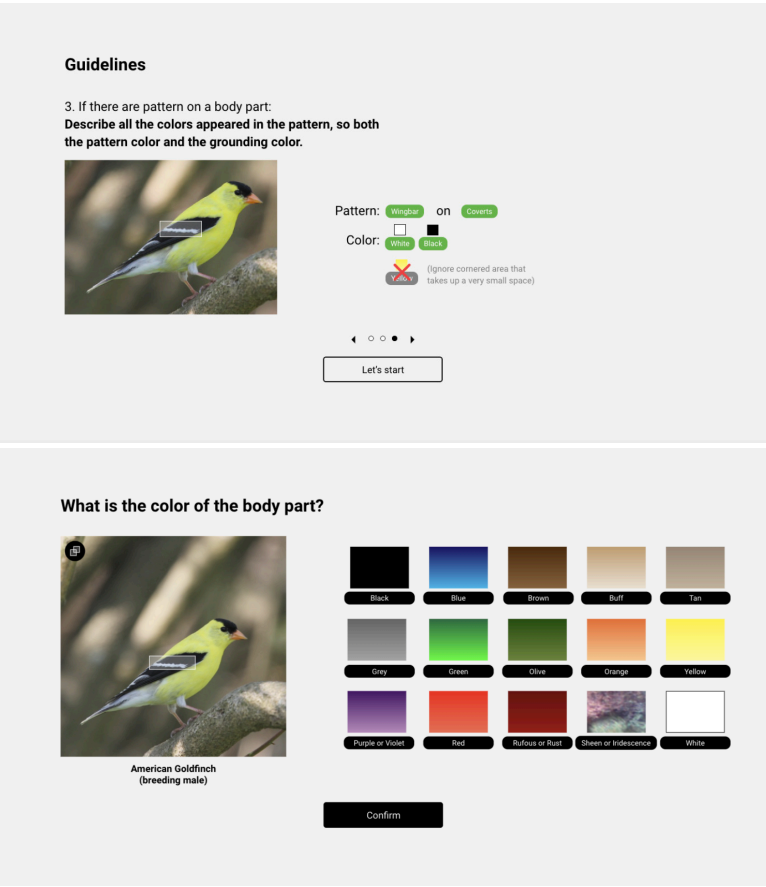 Guidelines
3. If there are pattern on a body part:
Describe all the colors appeared in the pattern, so both
the pattern color and the grounding color.
Pattern: Wingbar on Coverts
Color: White Black
Yellow (Ignore cornered area that
takes up a very small space)
Let's start
What is the color of the body part?
Black Blue Brown Buff Tan
Grey Green Olive Orange Yellow
Purple or Violet Red Rufous or Rust Sheen or Iridescence White
American Goldfinch
(breeding male)
Confirm